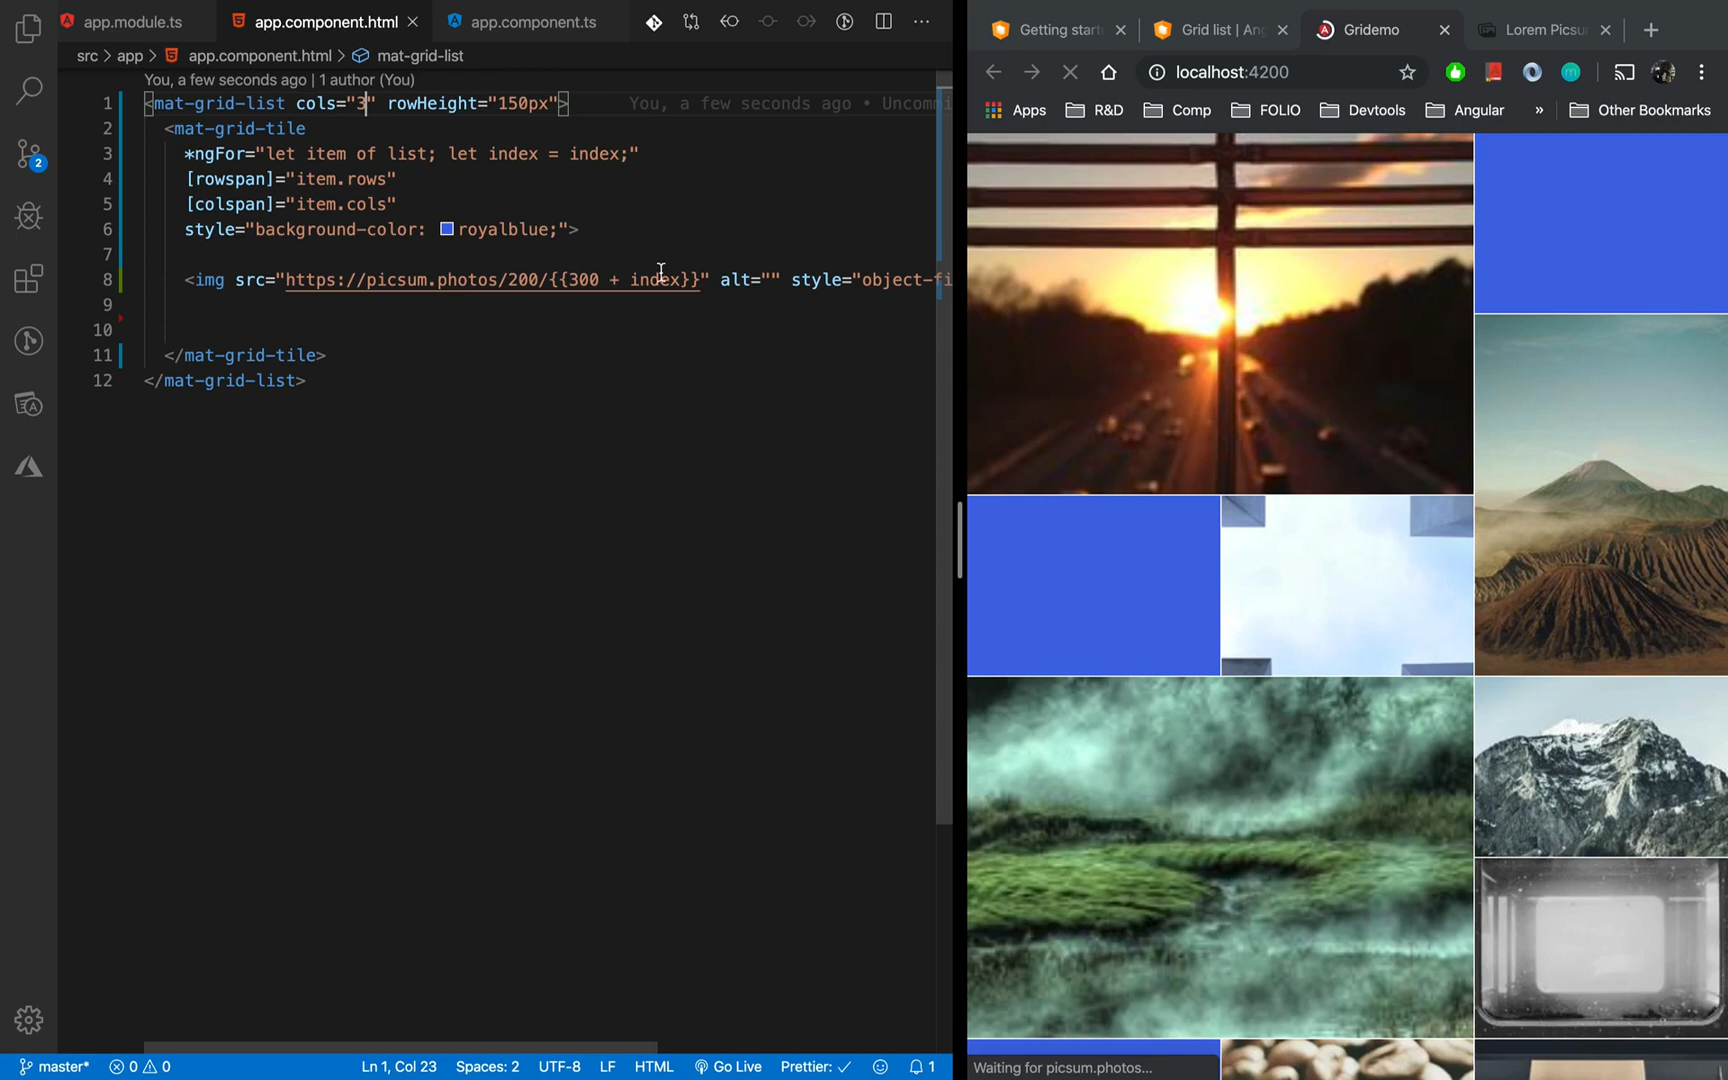 app.module.ts
app.component.html
app.component.ts
src > app > app.component.html > mat-grid-list
You, a few seconds ago | 1 author (You)
1 <mat-grid-list cols="3" rowHeight="150px"> You, a few seconds ago • Uncommi
2 <mat-grid-tile
3 *ngFor="let item of list; let index = index;"
4 [rowspan]="item.rows"
5 [colspan]="item.cols"
6 style="background-color: royalblue;">
7
8 <img src="https://picsum.photos/200/{{300 + index}}" alt="" style="object-fi
9
10
11 </mat-grid-tile>
12 </mat-grid-list>
2
master* 0 0 Ln 1, Col 23 Spaces: 2 UTF-8 LF HTML Go Live Prettier: ✓ 1
Getting start
Grid list | Ang
Gridemo
Lorem Picsu
localhost:4200
Apps R&D Comp FOLIO Devtools Angular » Other Bookmarks
Waiting for picsum.photos...